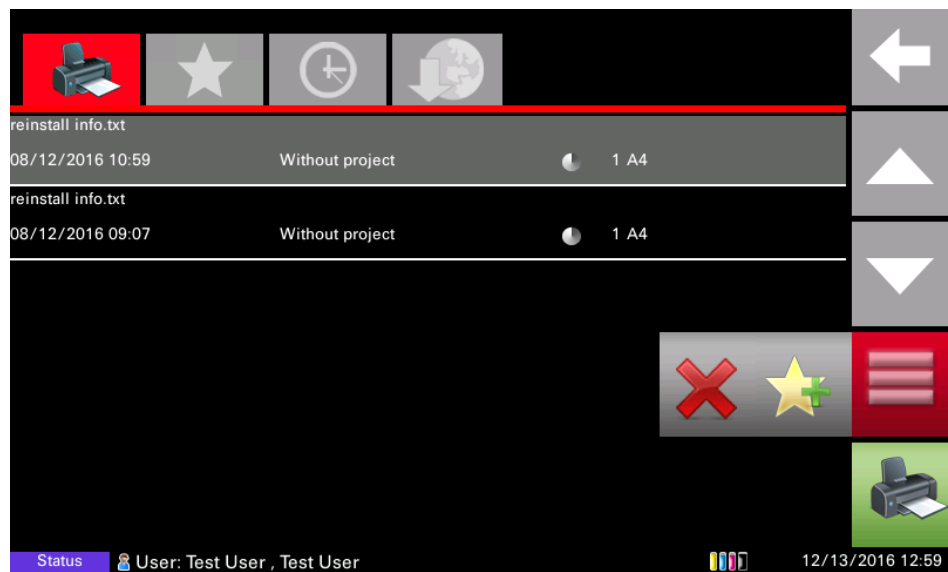 reinstall info.txt
08/12/2016 10:59 Without project 1 A4
reinstall info.txt
08/12/2016 09:07 Without project 1 A4
Status User: Test User , Test User 12/13/2016 12:59